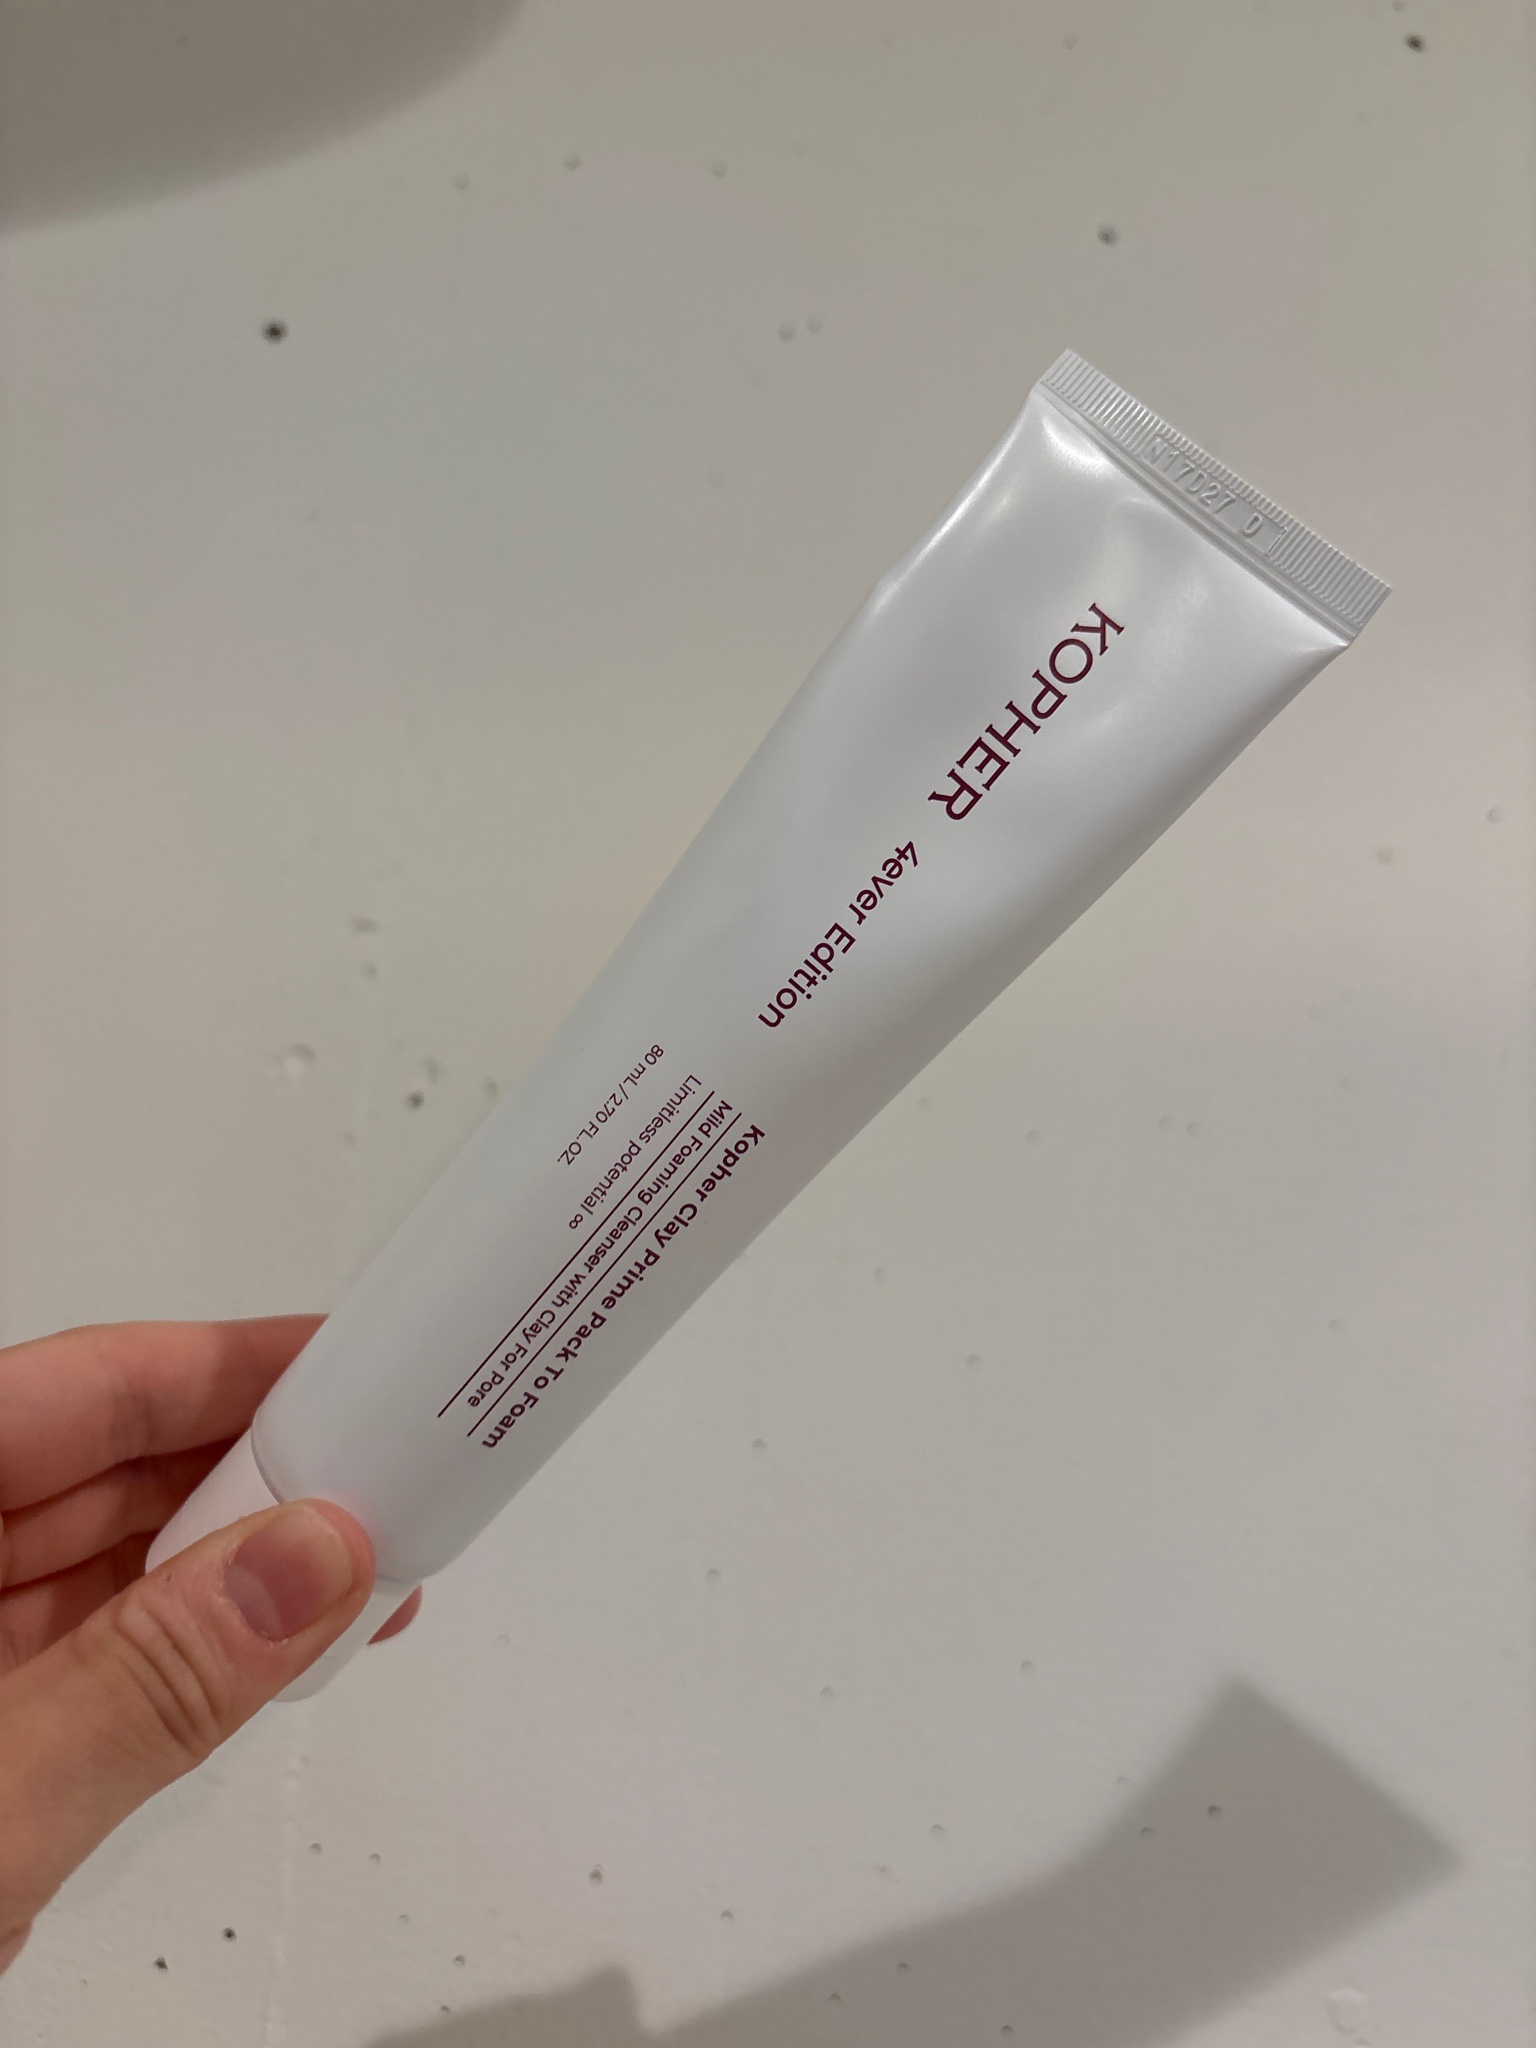 N17D27 D
KOPHER 4ever Edition
Kopher Clay Prime Pack To Foam
Mild Foaming Cleanser with Clay For Pore
Limitless potential ∞
80 mL / 2.70 FL.OZ.